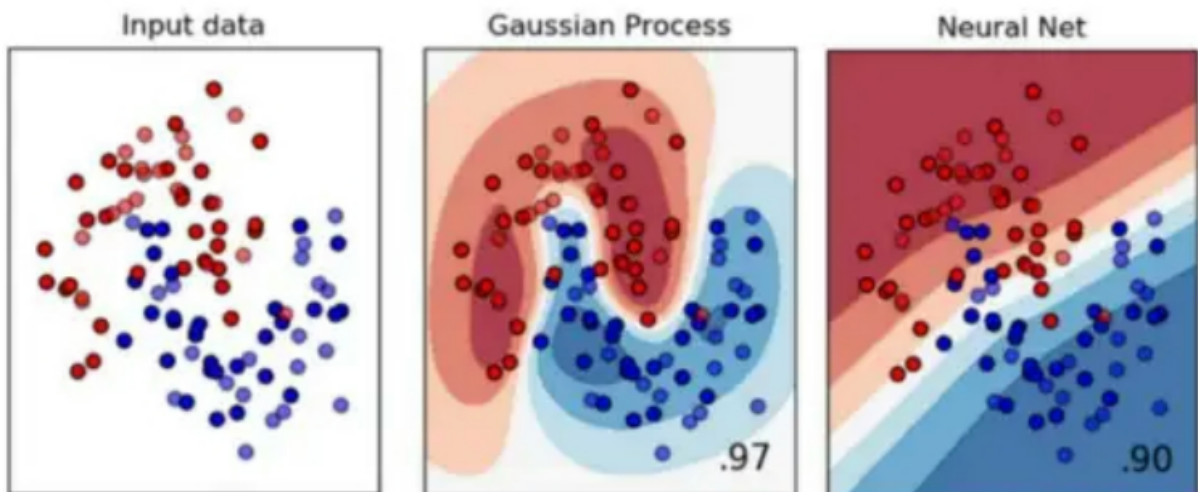 Input data
Gaussian Process
Neural Net
.97
.90